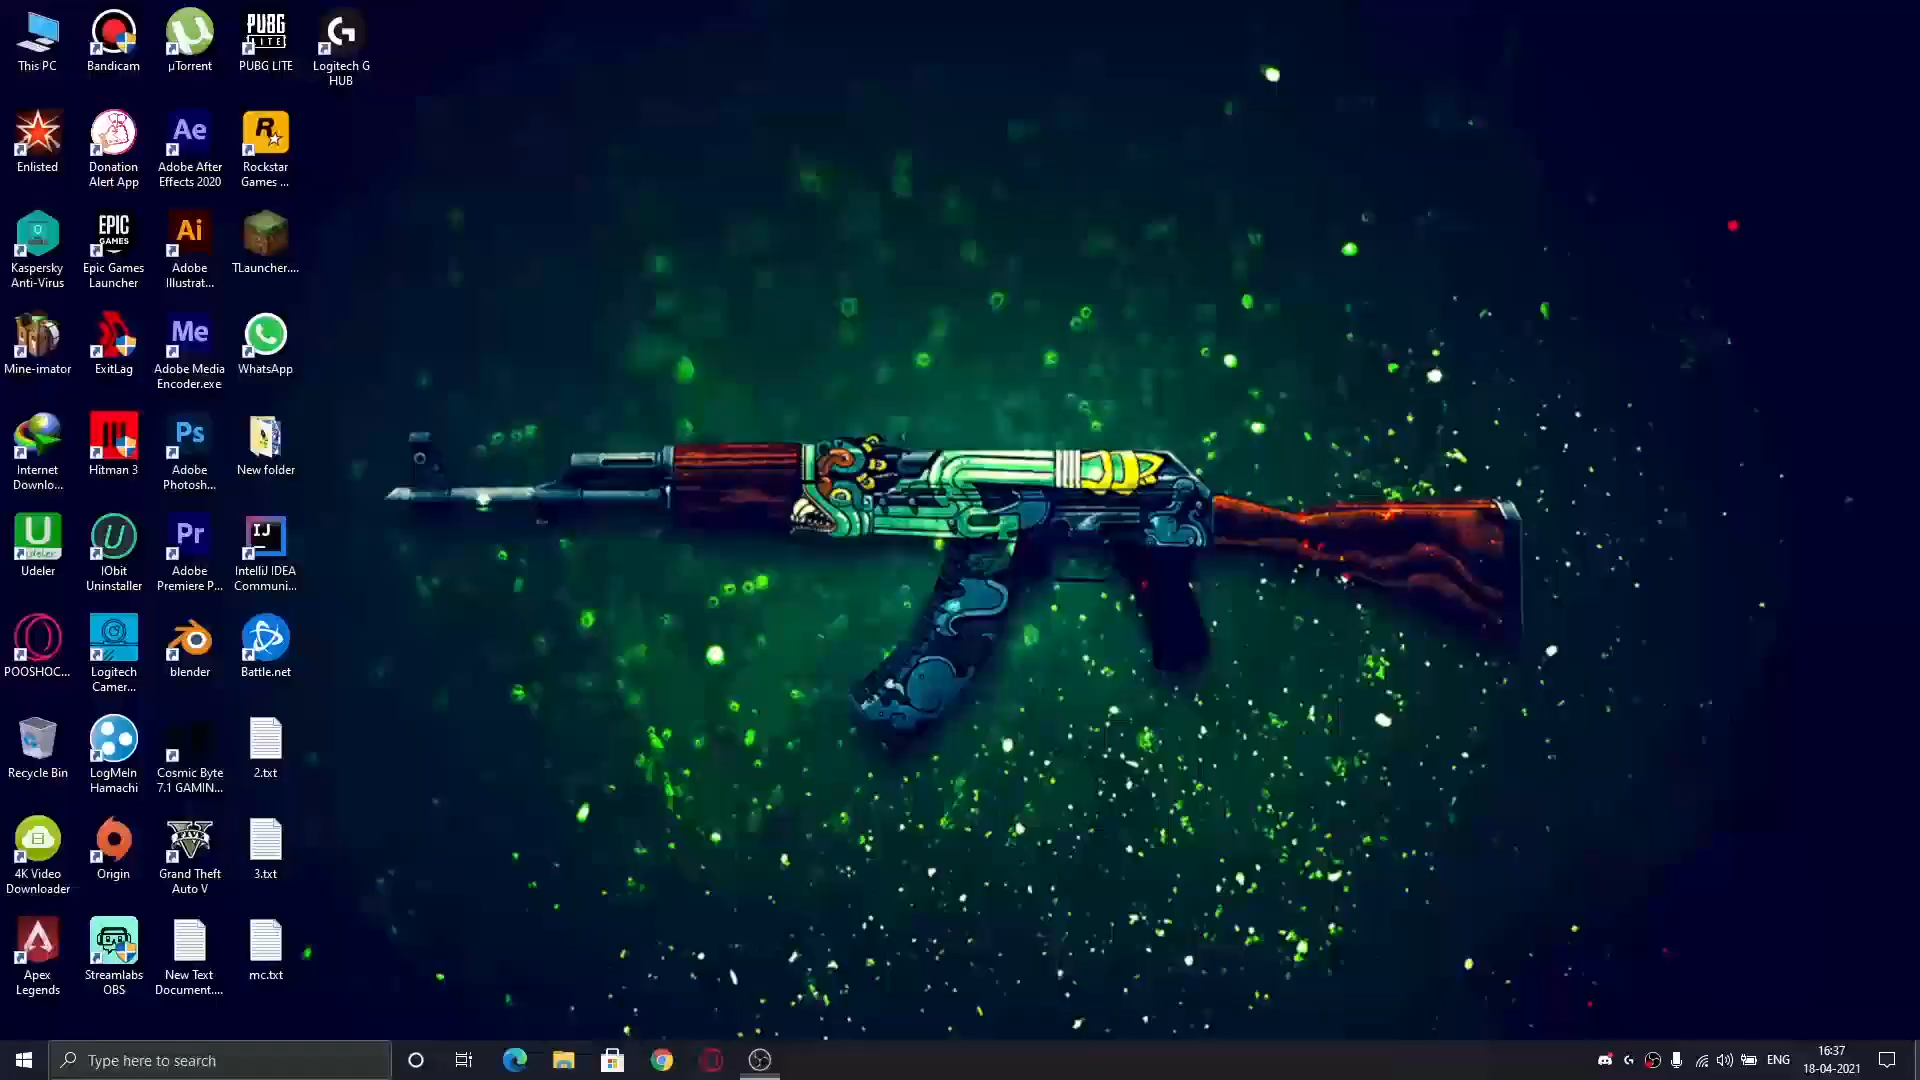 This PC
Bandicam
µTorrent
PUBG LITE
Logitech G
HUB
Enlisted
Donation
Alert App
Adobe After
Effects 2020
Rockstar
Games ...
Kaspersky
Anti-Virus
Epic Games
Launcher
Adobe
Illustrat...
TLauncher....
Mine-imator
ExitLag
Adobe Media
Encoder.exe
WhatsApp
Internet
Downlo...
Hitman 3
Adobe
Photosh...
New folder
Udeler
IObit
Uninstaller
Adobe
Premiere P...
IntelliJ IDEA
Communi...
POOSHOC...
Logitech
Camer...
blender
Battle.net
Recycle Bin
LogMeIn
Hamachi
Cosmic Byte
7.1 GAMIN...
2.txt
4K Video
Downloader
Origin
Grand Theft
Auto V
3.txt
Apex
Legends
Streamlabs
OBS
New Text
Document....
mc.txt
PUBG
LITE
G
Ae
R
EPIC
GAMES
Ai
Me
Ps
U
Udeler
U
Pr
IJ
FIVE
Type here to search
ENG
16:37
18-04-2021